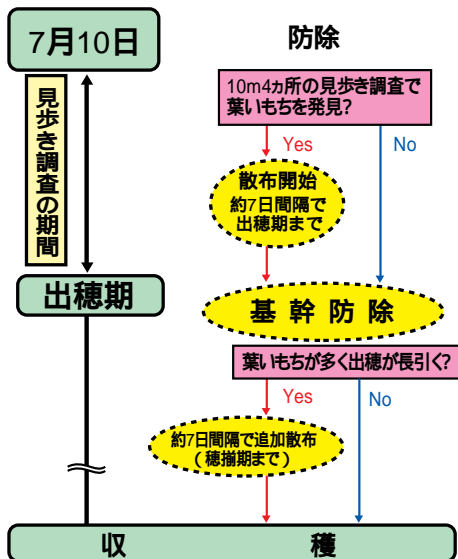 7月10日
防除
10m4ヵ所の見歩き調査で
葉いもちを発見?
見歩き調査の期間
Yes
No
散布開始
約7日間隔で
出穂期まで
出穂期
基幹防除
葉いもちが多く出穂が長引く?
Yes
No
約7日間隔で追加散布
(穂揃期まで)
収穫